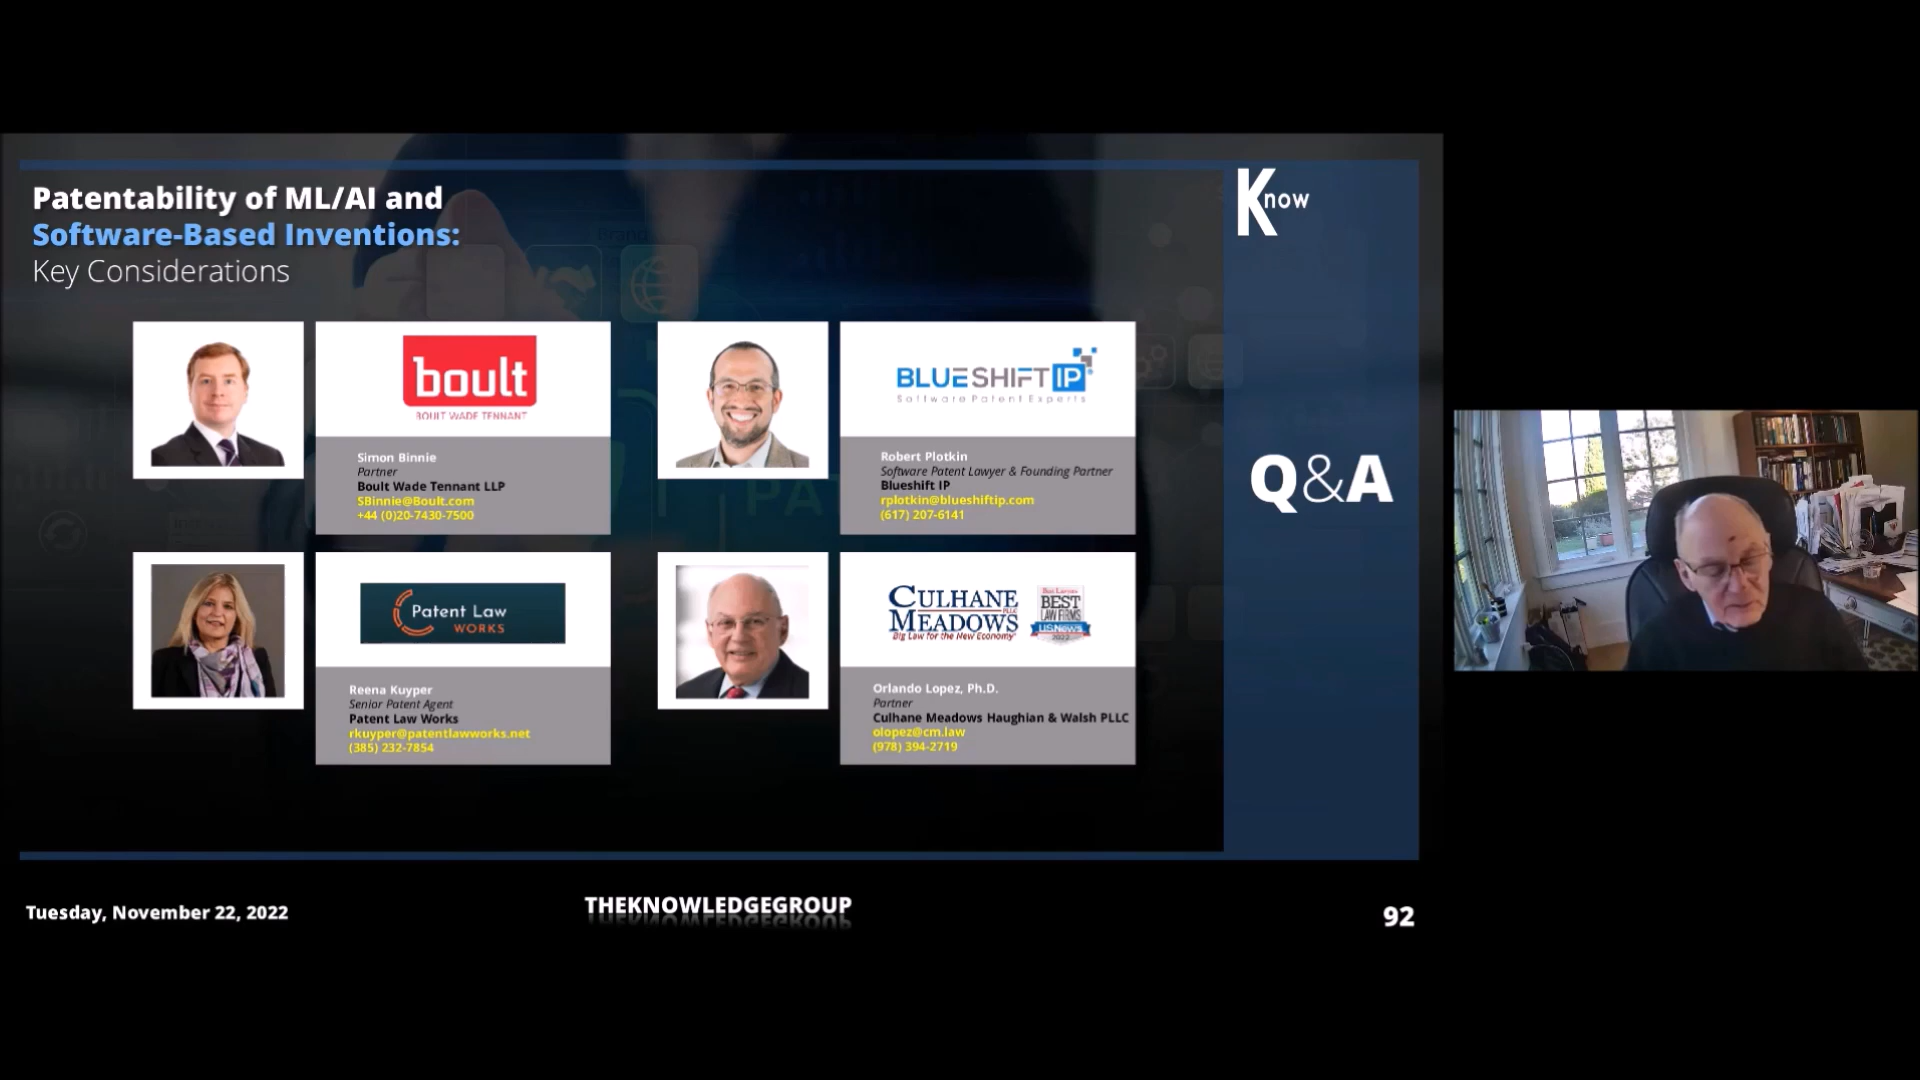 Patentability of ML/AI and
Software-Based Inventions:
Key Considerations
Know
boult
BOULT WADE TENNANT
Simon Binnie
Partner
Boult Wade Tennant LLP
SBinnie@Boult.com
+44 (0)20-7430-7500
BLUESHIFT IP
Software Patent Experts
Robert Plotkin
Software Patent Lawyer & Founding Partner
Blueshift IP
rplotkin@blueshiftip.com
(617) 207-6141
Q&A
Patent Law
WORKS
Reena Kuyper
Senior Patent Agent
Patent Law Works
rkuyper@patentlawworks.net
(385) 232-7854
CULHANE
MEADOWS PLLC
Big Law for the New Economy
Best Lawyers
BEST
LAW FIRMS
U.S. News
2022
Orlando Lopez, Ph.D.
Partner
Culhane Meadows Haughian & Walsh PLLC
olopez@cm.law
(978) 394-2719
Tuesday, November 22, 2022
THEKNOWLEDGEGROUP
92